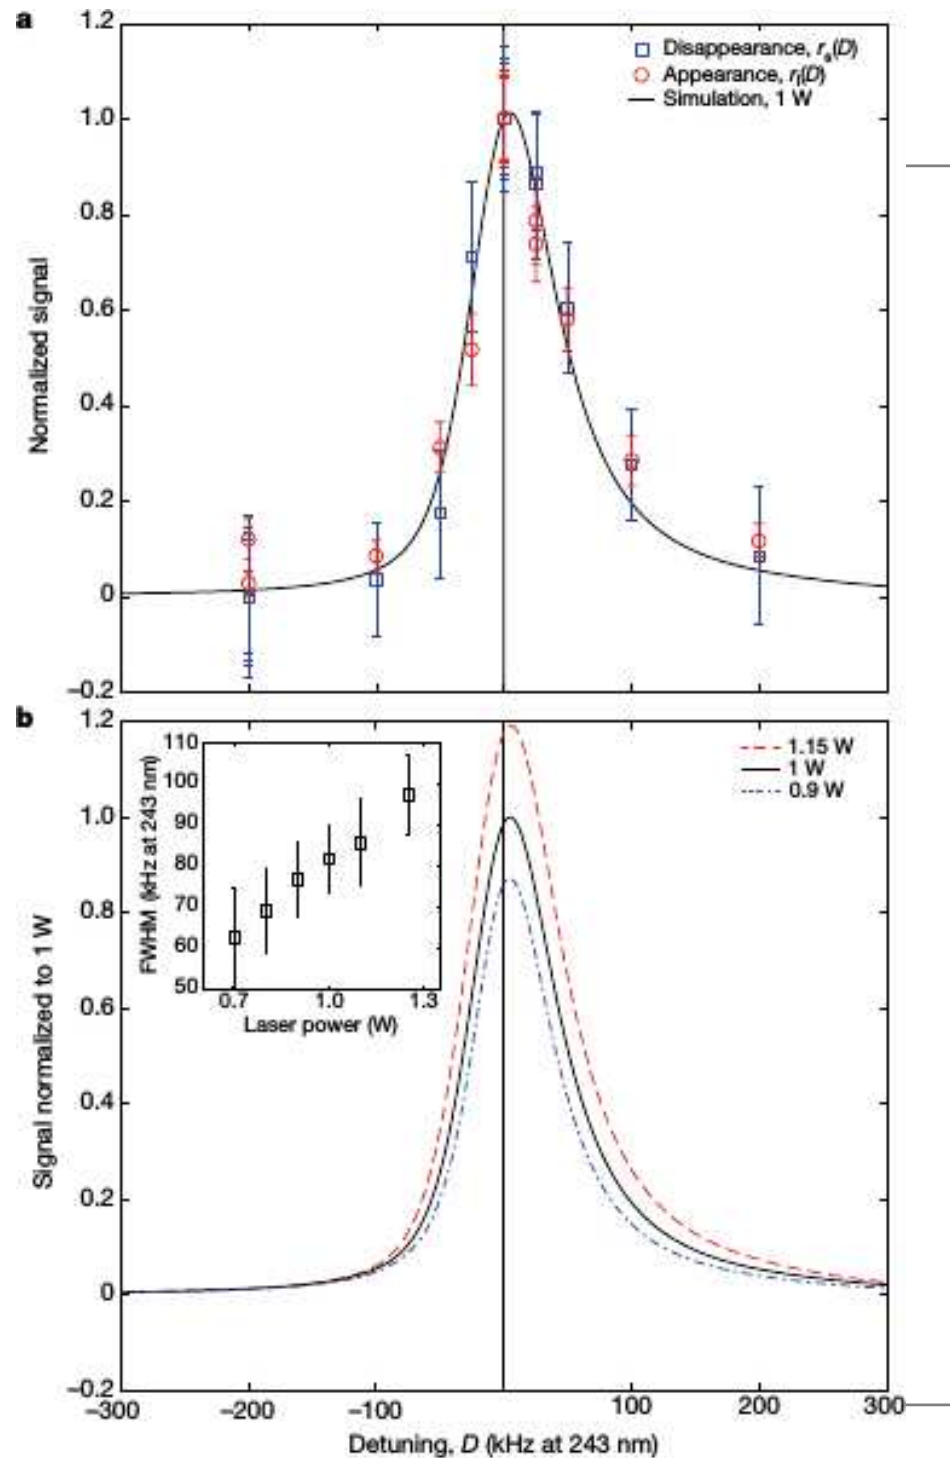 a
1.2
1.0
0.8
0.6
0.4
0.2
0
–0.2
Normalized signal
Disappearance, rs(D)
Appearance, rl(D)
Simulation, 1 W
b
1.2
1.0
0.8
0.6
0.4
0.2
0
–0.2
Signal normalized to 1 W
1.15 W
1 W
0.9 W
110
100
90
80
70
60
50
FWHM (kHz at 243 nm)
0.7 1.0 1.3
Laser power (W)
–300 –200 –100 0 100 200 300
Detuning, D (kHz at 243 nm)